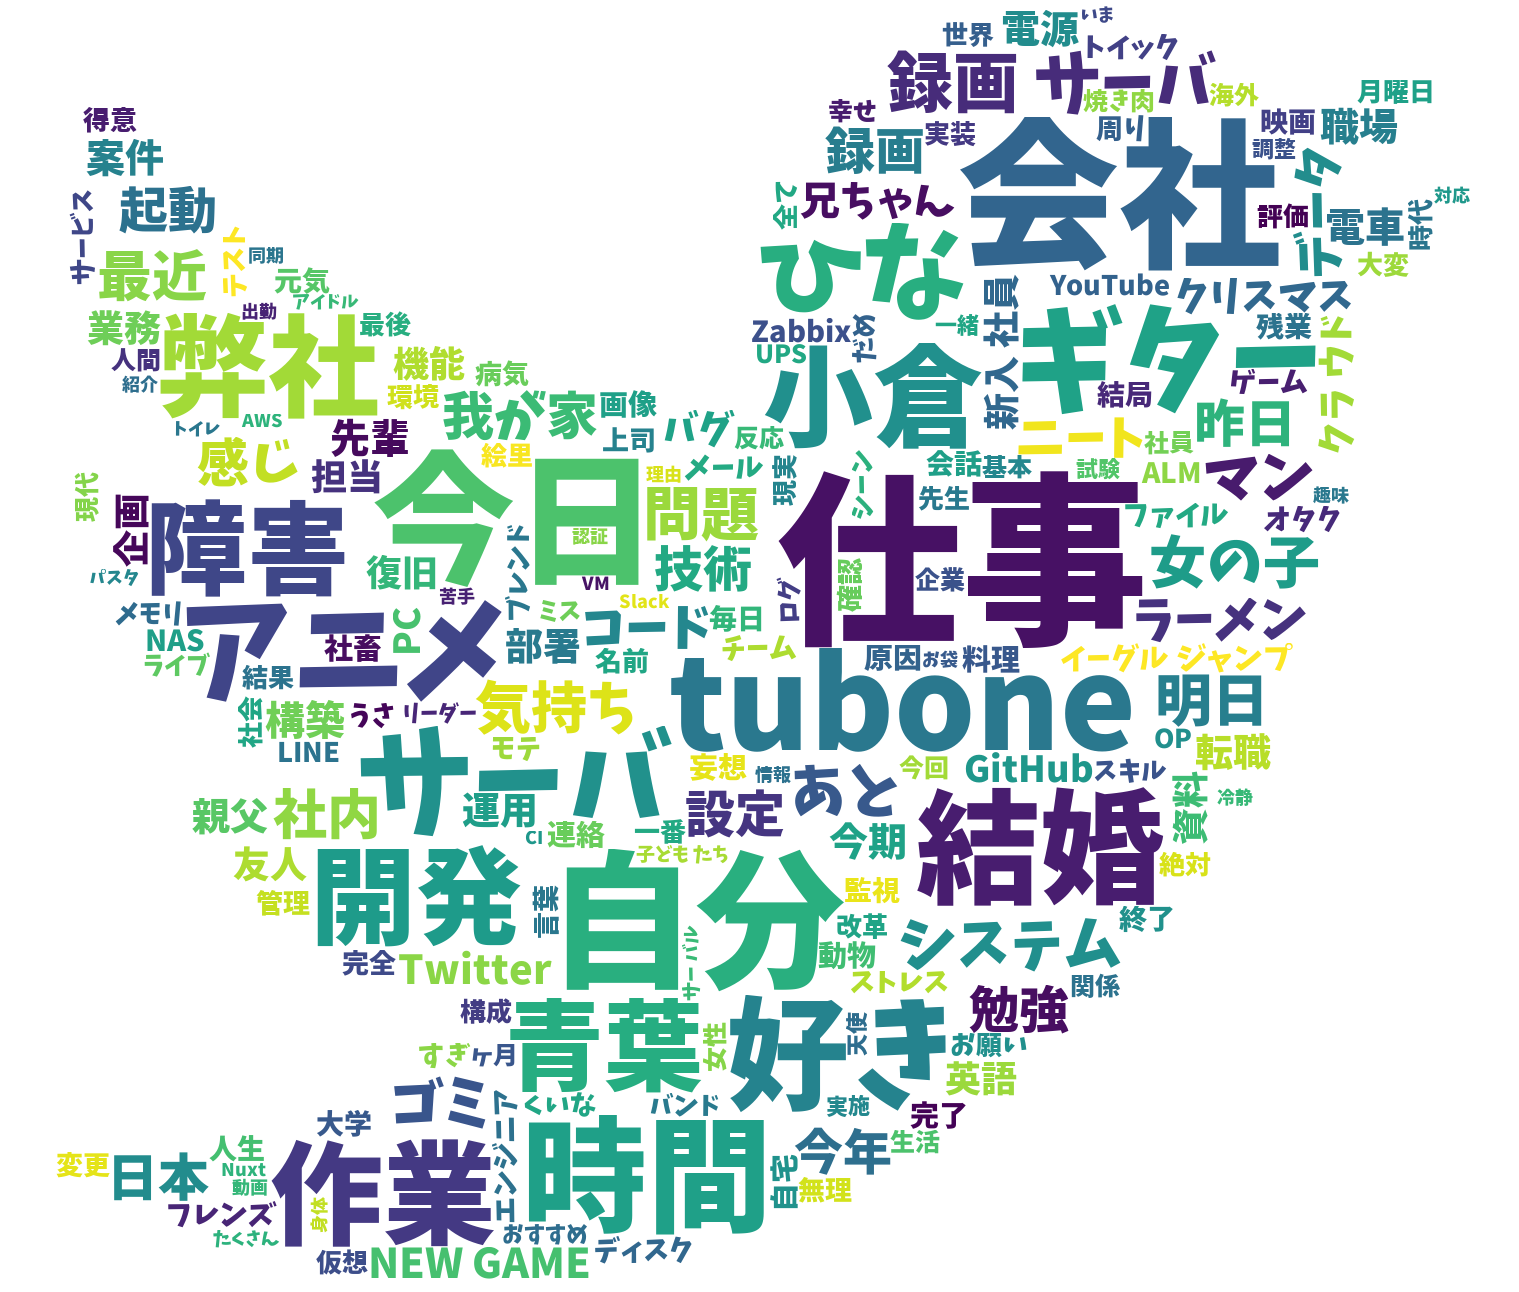 いま
世界
電源
トイック
録画 サーバ
焼き肉
海外
月曜日
得意
幸せ
実装
周り
映画
職場
案件
録画
会社
調整
データ
起動
サービス
全て
兄ちゃん
評価
電車
時代
対応
最近
テスト
同期
元気
アイドル
ひな
大変
YouTube
クリスマス
業務
出勤
弊社
最後
Zabbix
だめ
一緒
新入社員
ギター
残業
クラウド
人間
紹介
機能
環境
病気
UPS
小倉
結局
ゲーム
AWS
トイレ
我が家
画像
昨日
感じ
先輩
上司
バグ
反応
ニート
社員
担当
絵里
理由
メール
現実
シーン
会話
基本
試験
ALM
マン
趣味
現代
企画
障害
今日
問題
先生
仕事
ファイル
オタク
認証
パスタ
復旧
ブレンド
技術
女の子
VM
苦手
ミス
Slack
ログ
確認
企業
メモリ
アニメ
NAS
ライブ
社畜
PC
部署
コード
毎日
ラーメン
チーム
名前
原因
お袋
料理
イーグル ジャンプ
結果
tubone
明日
社会
構築
うさ
リーダー
気持ち
LINE
サーバ
モテ
OP
転職
妄想
情報
あと
今回
GitHub
スキル
親父
社内
運用
設定
結婚
資料
冷静
CI
連絡
一番
今期
友人
開発
子どもたち
自分
絶対
管理
言葉
監視
改革
終了
完全
Twitter
サーバル
動物
システム
ストレス
関係
構成
青葉
女性
好き
天使
勉強
お願い
すぎ
ケ月
英語
ゴミ
エンジニア
くいな
バンド
実施
完了
大学
人生
作業
時間
今年
生活
変更
日本
Nuxt
動画
自宅
無理
フレンズ
身体
たくさん
おすすめ
ディスク
仮想
NEW GAME